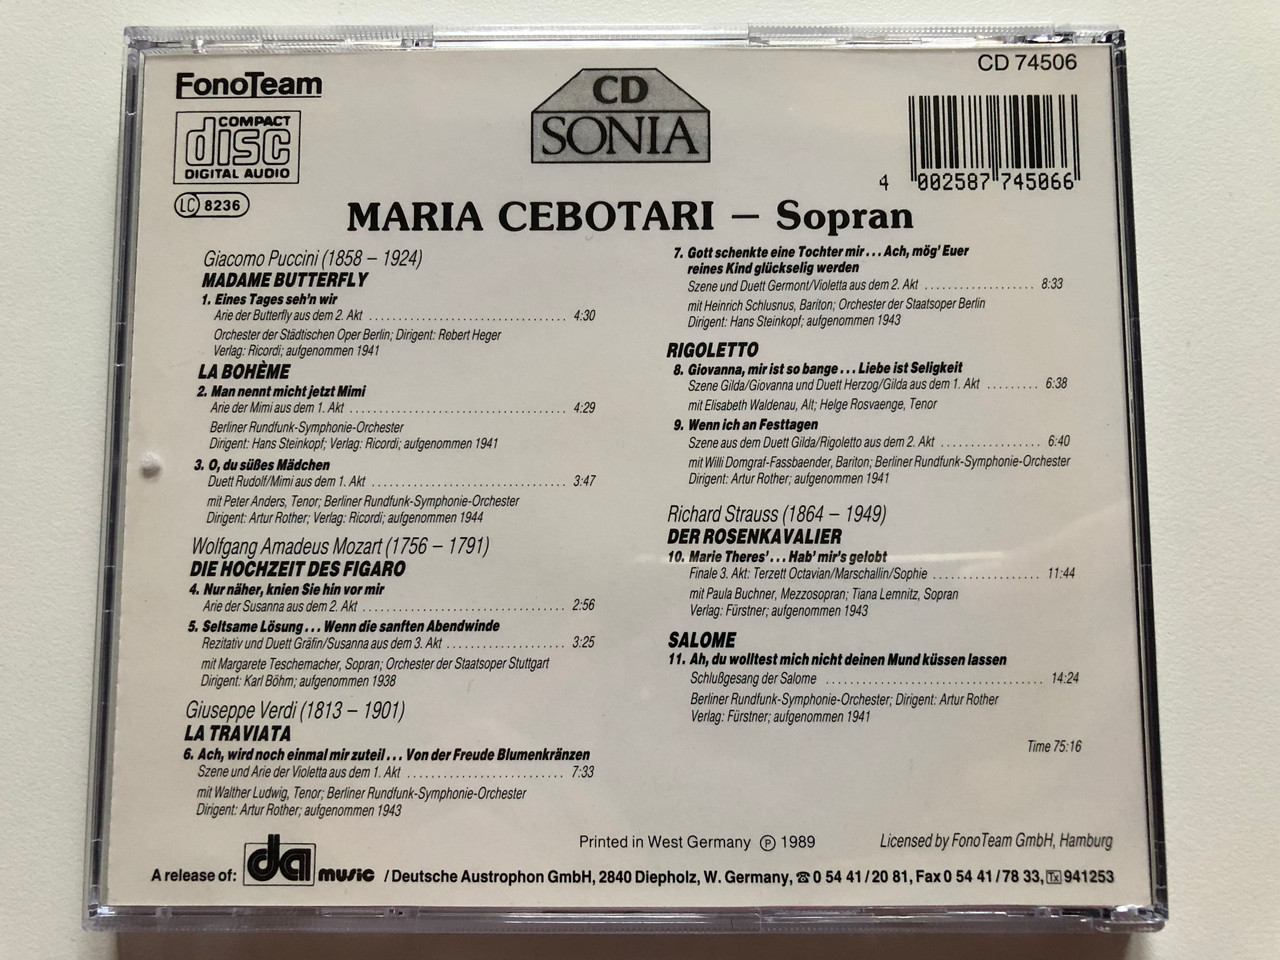 FonoTeam
COMPACT
disc
DIGITAL AUDIO
LC 8236
CD
SONIA
CD 74506
4 002587 745066
MARIA CEBOTARI – Sopran
Giacomo Puccini (1858 – 1924)
MADAME BUTTERFLY
1. Eines Tages seh'n wir
Arie der Butterfly aus dem 2. Akt 4:30
Orchester der Städtischen Oper Berlin; Dirigent: Robert Heger
Verlag: Ricordi; aufgenommen 1941
LA BOHÈME
2. Man nennt micht jetzt Mimi
Arie der Mimi aus dem 1. Akt 4:29
Berliner Rundfunk-Symphonie-Orchester
Dirigent: Hans Steinkopf; Verlag: Ricordi; aufgenommen 1941
3. O, du süßes Mädchen
Duett Rudolf/Mimi aus dem 1. Akt 3:47
mit Peter Anders, Tenor; Berliner Rundfunk-Symphonie-Orchester
Dirigent: Artur Rother; Verlag: Ricordi; aufgenommen 1944
Wolfgang Amadeus Mozart (1756 – 1791)
DIE HOCHZEIT DES FIGARO
4. Nur näher, knien Sie hin vor mir
Arie der Susanna aus dem 2. Akt 2:56
5. Seltsame Lösung... Wenn die sanften Abendwinde
Rezitativ und Duett Gräfin/Susanna aus dem 3. Akt 3:25
mit Margarete Teschemacher, Sopran; Orchester der Staatsoper Stuttgart
Dirigent: Karl Böhm; aufgenommen 1938
Giuseppe Verdi (1813 – 1901)
LA TRAVIATA
6. Ach, wird noch einmal mir zuteil... Von der Freude Blumenkränzen
Szene und Arie der Violetta aus dem 1. Akt 7:33
mit Walther Ludwig, Tenor; Berliner Rundfunk-Symphonie-Orchester
Dirigent: Artur Rother; aufgenommen 1943
7. Gott schenkte eine Tochter mir... Ach, mög' Euer
reines Kind glückselig werden
Szene und Duett Germont/Violetta aus dem 2. Akt 8:33
mit Heinrich Schlusnus, Bariton; Orchester der Staatsoper Berlin
Dirigent: Hans Steinkopf; aufgenommen 1943
RIGOLETTO
8. Giovanna, mir ist so bange... Liebe ist Seligkeit
Szene Gilda/Giovanna und Duett Herzog/Gilda aus dem 1. Akt 6:38
mit Elisabeth Waldenau, Alt; Helge Rosvaenge, Tenor
9. Wenn ich an Festtagen
Szene aus dem Duett Gilda/Rigoletto aus dem 2. Akt 6:40
mit Willi Domgraf-Fassbaender, Bariton; Berliner Rundfunk-Symphonie-Orchester
Dirigent: Artur Rother; aufgenommen 1941
Richard Strauss (1864 – 1949)
DER ROSENKAVALIER
10. Marie Theres'... Hab' mir's gelobt
Finale 3. Akt: Terzett Octavian/Marschallin/Sophie 11:44
mit Paula Buchner, Mezzosopran; Tiana Lemnitz, Sopran
Verlag: Fürstner; aufgenommen 1943
SALOME
11. Ah, du wolltest mich nicht deinen Mund küssen lassen
Schlußgesang der Salome 14:24
Berliner Rundfunk-Symphonie-Orchester; Dirigent: Artur Rother
Verlag: Fürstner; aufgenommen 1941
Time 75:16
Printed in West Germany ℗ 1989
Licensed by FonoTeam GmbH, Hamburg
A release of: da music / Deutsche Austrophon GmbH, 2840 Diepholz, W. Germany, ☎ 0 54 41 / 20 81, Fax 0 54 41 / 78 33, Tx 941253